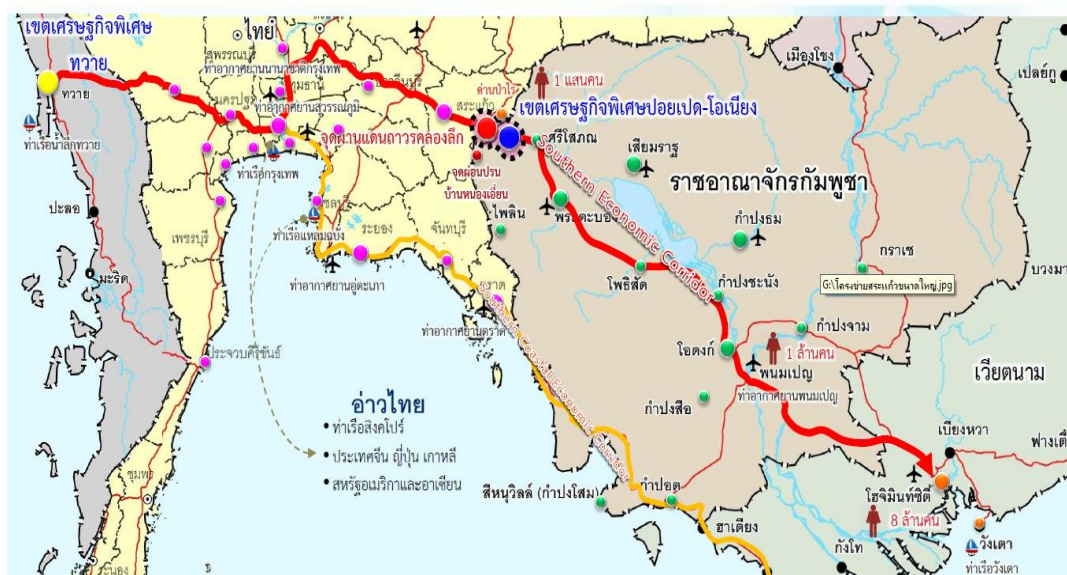 เขตเศรษฐกิจพิเศษ
ทวาย
ทวาย
ท่าเรือน้ำลึกทวาย
ไทย
สุพรรณบุรี
ท่าอากาศยานนานาชาติกรุงเทพ
นครปฐม
ท่าอากาศยานสุวรรณภูมิ
จุดผ่านแดนถาวรคลองลึก
สระแก้ว
ด่านป่าไร่
1 แสนคน
เขตเศรษฐกิจพิเศษปอยเปต-โอเนียง
จุดผ่อนปรน
บ้านหนองเอี่ยน
ศรีโสภณ
เสียมราฐ
Southern Economic Corridor
ราชอาณาจักรกัมพูชา
เมืองโขง
เปลย์กู
ปะลอ
มะริด
เพชรบุรี
ท่าเรือกรุงเทพ
ชลบุรี
ท่าเรือแหลมฉบัง
ระยอง
จันทบุรี
ท่าอากาศยานอู่ตะเภา
ตราด
ท่าอากาศยานตราด
Southern Coastal Economic Corridor
ไพลิน
พระตะบอง
กำปงธม
กราเช
โพธิสัต
กำปงชะนัง
G:\โครงข่ายสระแก้วขนาดใหญ่.jpg
กำปงจาม
โอดงก์
1 ล้านคน
พนมเปญ
ท่าอากาศยานพนมเปญ
กำปงสือ
เวียดนาม
ประจวบคีรีขันธ์
อ่าวไทย
• ท่าเรือสิงคโปร์
• ประเทศจีน ญี่ปุ่น เกาหลี
• สหรัฐอเมริกาและอาเซียน
ชุมพร
ระนอง
สีหนุวิลล์ (กำปงโสม)
กำปอต
ฮาเตียง
เบียงหวา
โฮจิมินท์ซิตี้
8 ล้านคน
กังโท
วังเตา
ท่าเรือวังเตา